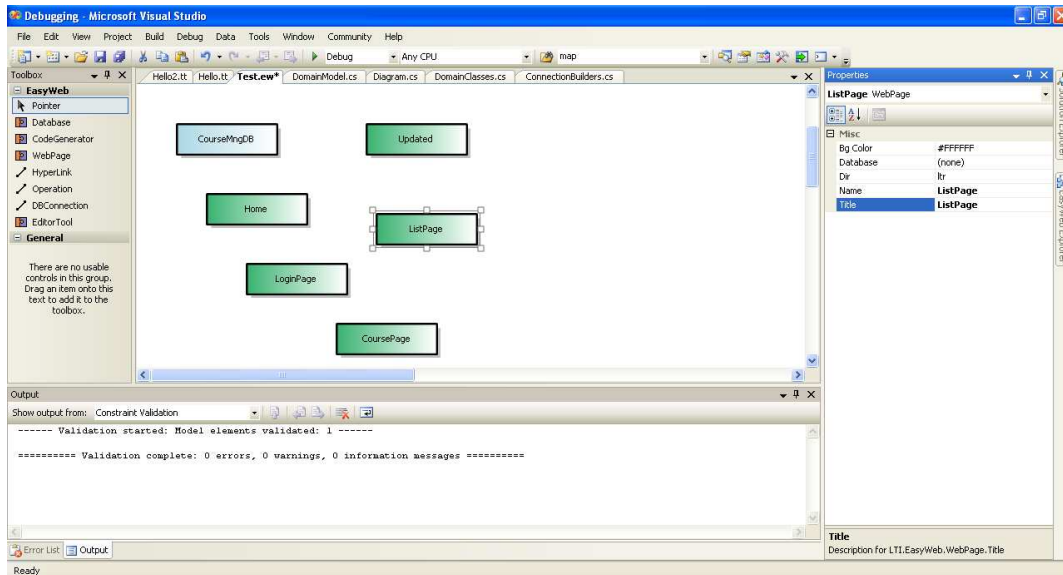 Debugging - Microsoft Visual Studio
File Edit View Project Build Debug Data Tools Window Community Help
Debug Any CPU map
Toolbox
EasyWeb
Pointer
Database
CodeGenerator
WebPage
HyperLink
Operation
DBConnection
EditorTool
General
There are no usable
controls in this group.
Drag an item onto this
text to add it to the
toolbox.
Hello2.tt Hello.tt Test.ew* DomainModel.cs Diagram.cs DomainClasses.cs ConnectionBuilders.cs
CourseMngDB
Updated
Home
ListPage
LoginPage
CoursePage
Properties
ListPage WebPage
Misc
Bg Color #FFFFFF
Database (none)
Dir ltr
Name ListPage
Title ListPage
Title
Description for LTI.EasyWeb.WebPage.Title
Solution Explorer
EasyWeb Explorer
Output
Show output from: Constraint Validation
------ Validation started: Model elements validated: 1 ------
========== Validation complete: 0 errors, 0 warnings, 0 information messages ==========
Error List Output
Ready